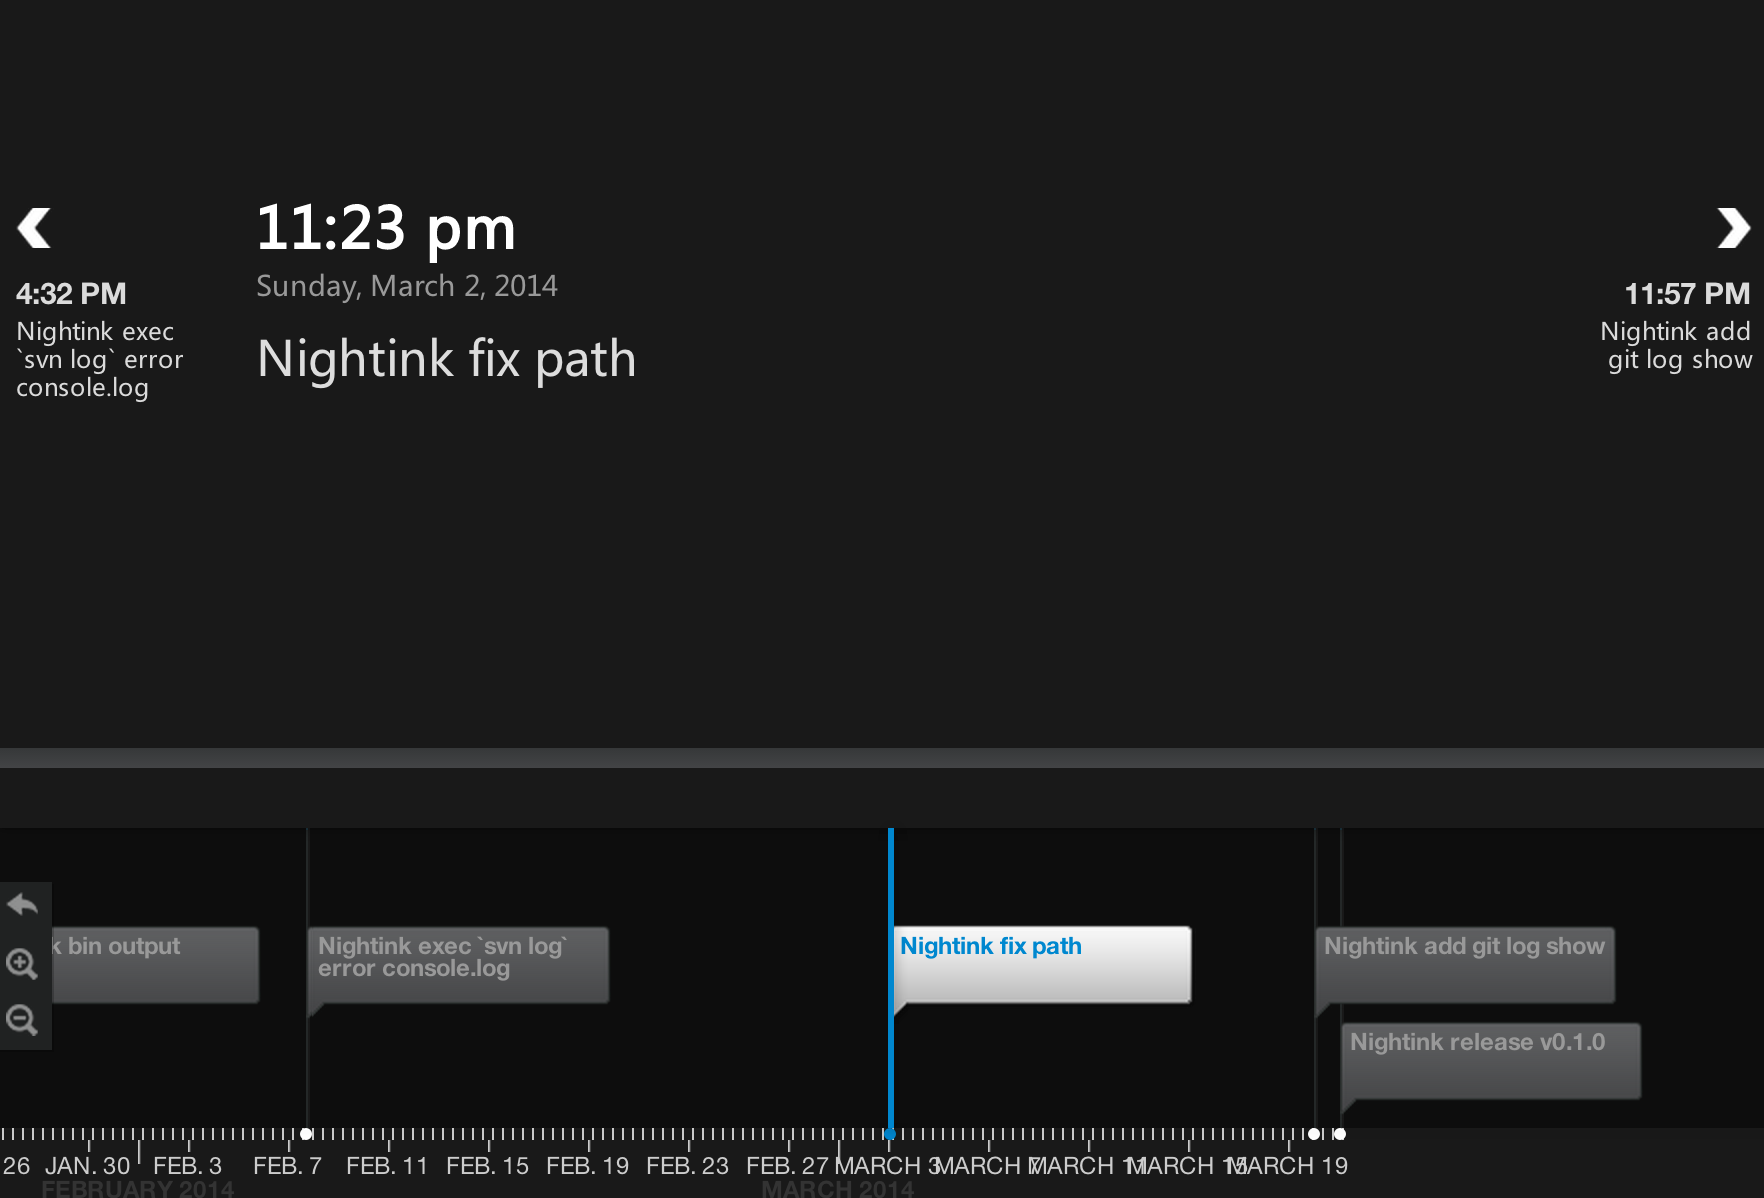 11:23 pm
Sunday, March 2, 2014
Nightink fix path
4:32 PM
Nightink exec
`svn log` error
console.log
11:57 PM
Nightink add
git log show
k bin output
Nightink exec `svn log`
error console.log
Nightink fix path
Nightink add git log show
Nightink release v0.1.0
26 JAN. 30 FEB. 3 FEB. 7 FEB. 11 FEB. 15 FEB. 19 FEB. 23 FEB. 27 MARCH 3 MARCH 7 MARCH 11 MARCH 15 MARCH 19
FEBRUARY 2014 MARCH 2014